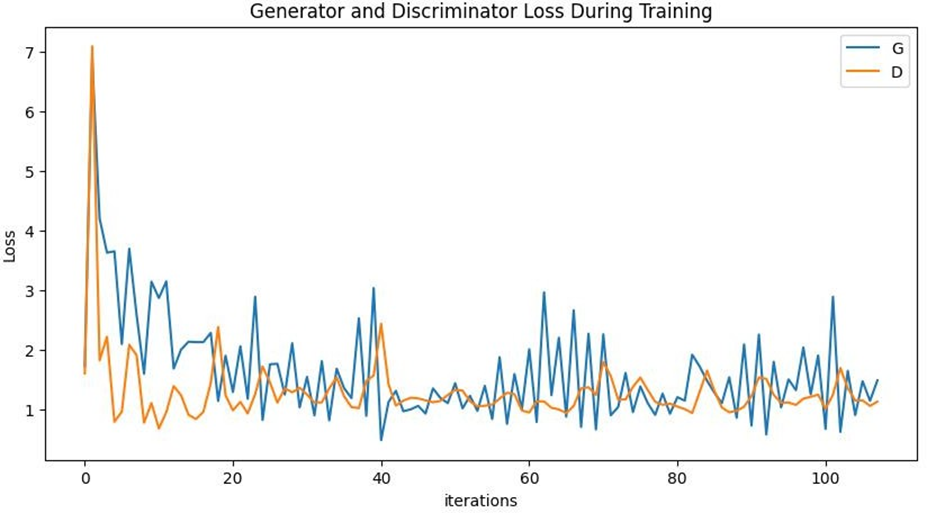 Generator and Discriminator Loss During Training
G
D
Loss
7
6
5
4
3
2
1
0 20 40 60 80 100
iterations